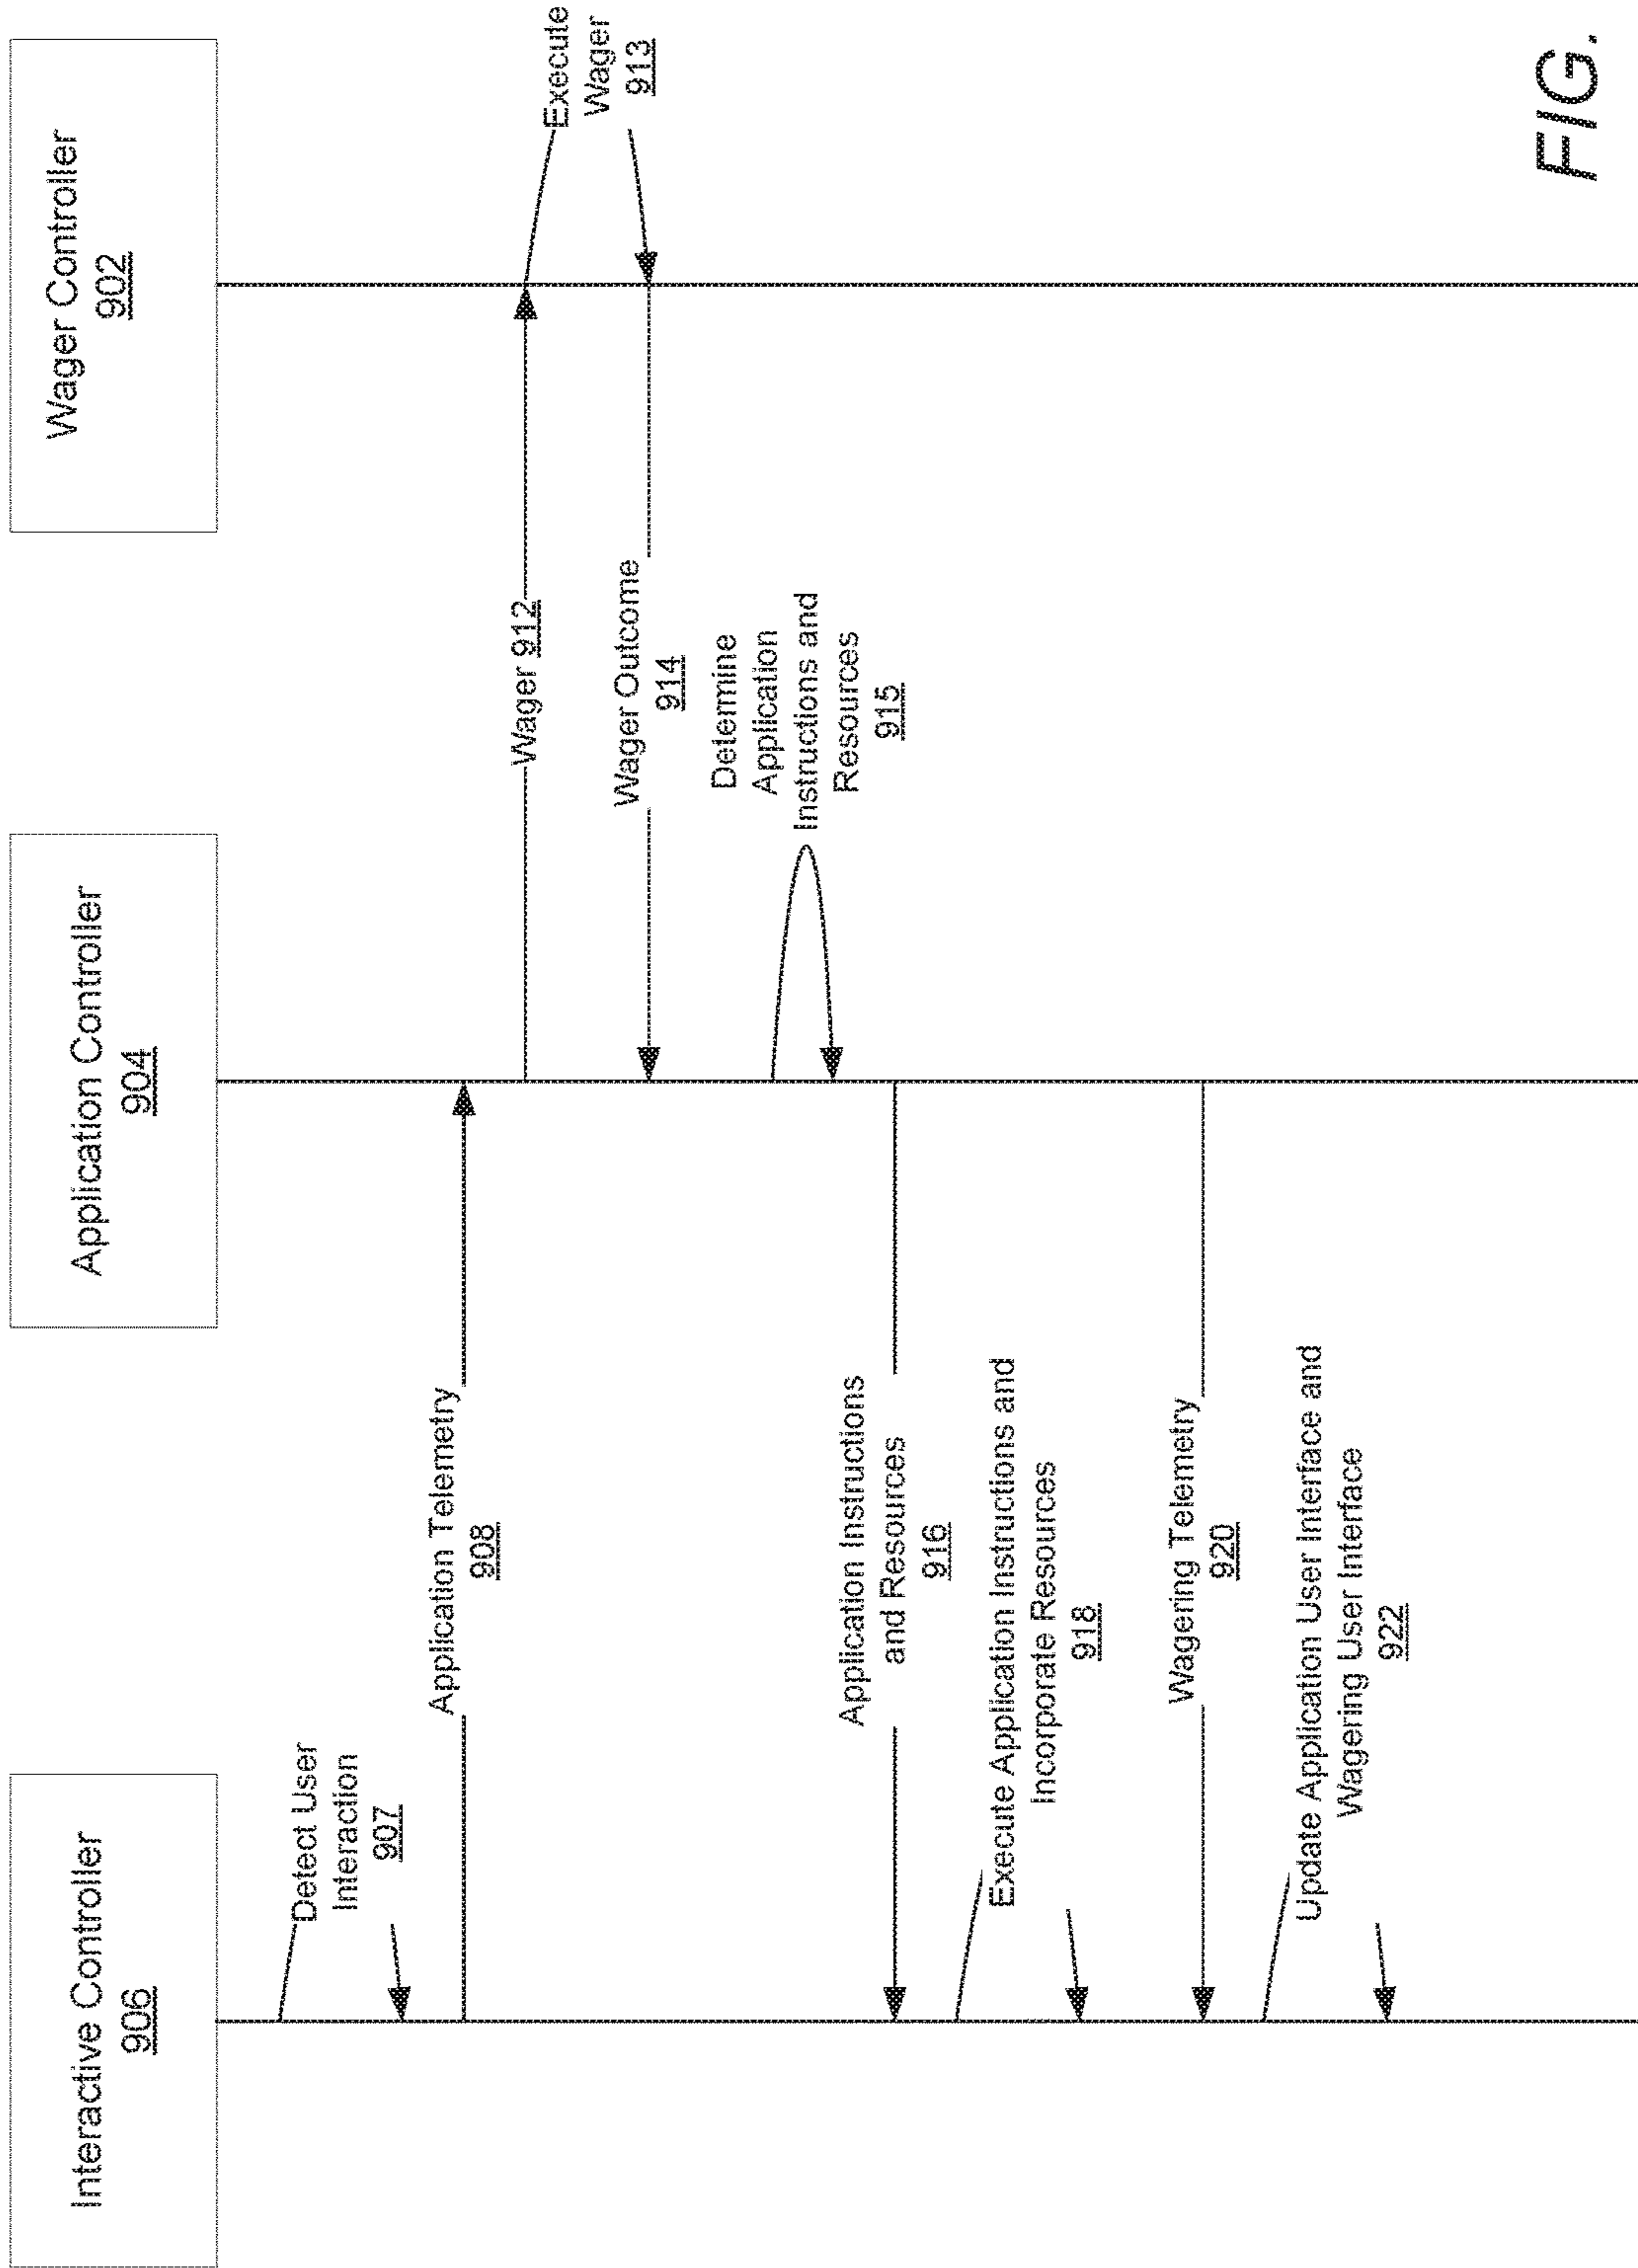 Interactive Controller
906
Application Controller
904
Wager Controller
902
Detect User
Interaction
907
Application Telemetry
908
Wager 912
Execute
Wager
913
Wager Outcome
914
Determine
Application
Instructions and
Resources
915
Application Instructions
and Resources
916
Execute Application Instructions and
Incorporate Resources
918
Wagering Telemetry
920
Update Application User Interface and
Wagering User Interface
922
FIG.